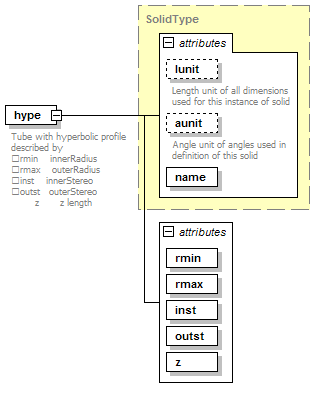 SolidType
attributes
lunit
Length unit of all dimensions
used for this instance of solid
aunit
Angle unit of angles used in
definition of this solid
name
hype
Tube with hyperbolic profile
described by
□rmin innerRadius
□rmax outerRadius
□inst innerStereo
□outst outerStereo
z z length
attributes
rmin
rmax
inst
outst
z